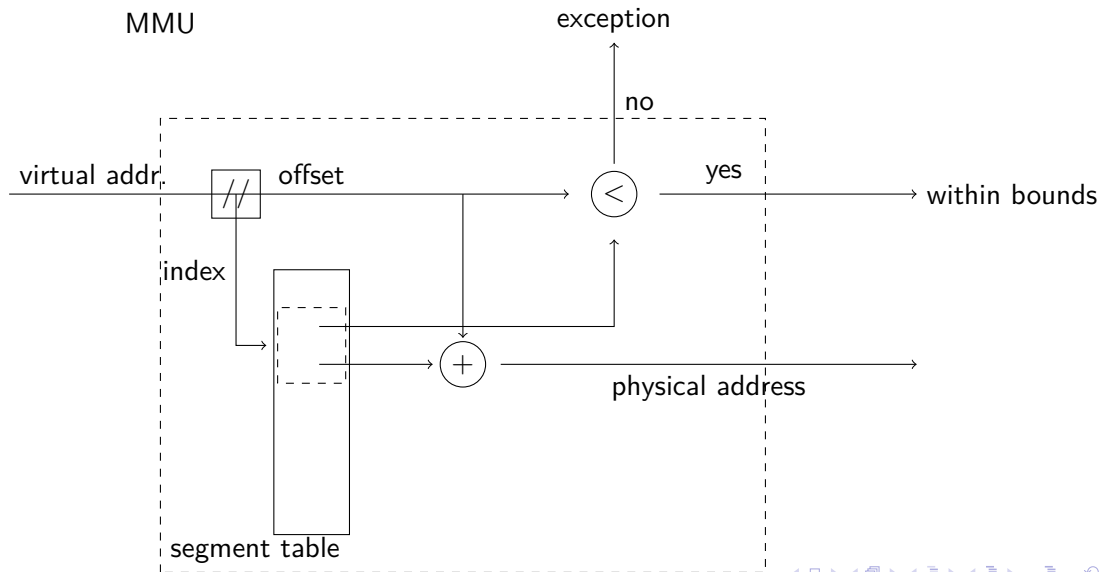 MMU
exception
no
virtual addr.
//
offset
<
yes
within bounds
index
+
physical address
segment table